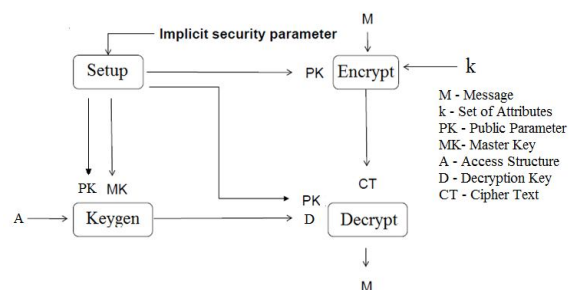 M
Implicit security parameter
Setup
PK
Encrypt
k
M - Message
k - Set of Attributes
PK - Public Parameter
MK- Master Key
A - Access Structure
D - Decryption Key
CT - Cipher Text
PK MK
CT
PK
A
Keygen
D
Decrypt
M